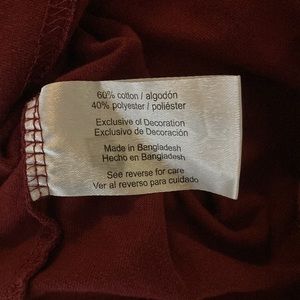 60% cotton / algodón
40% polyester / poliéster
Exclusive of Decoration
Exclusivo de Decoración
Made in Bangladesh
Hecho en Bangladesh
See reverse for care
Ver al reverso para cuidado